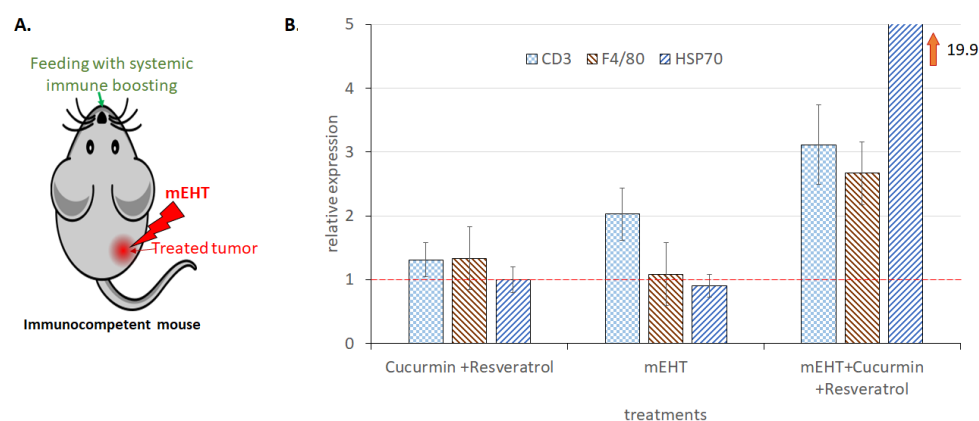 A.
Feeding with systemic
immune boosting
mEHT
Treated tumor
Immunocompetent mouse
B.
CD3 F4/80 HSP70
19.9
relative expression
5
4
3
2
1
0
Cucurmin +Resveratrol
mEHT
mEHT+Cucurmin
+Resveratrol
treatments